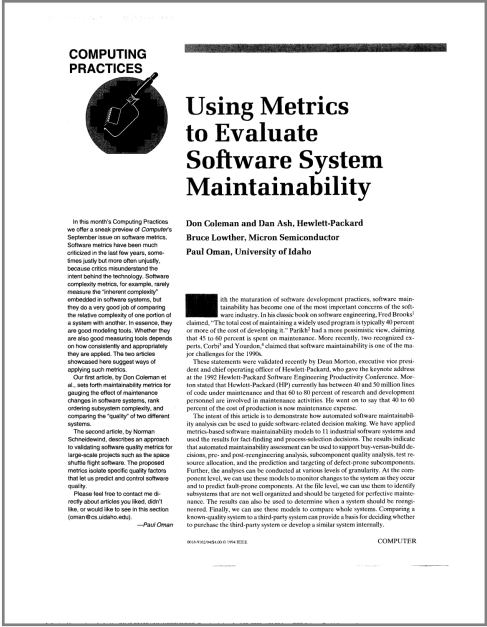 COMPUTING
PRACTICES
Using Metrics
to Evaluate
Software System
Maintainability
Don Coleman and Dan Ash, Hewlett-Packard
Bruce Lowther, Micron Semiconductor
Paul Oman, University of Idaho
In this month's Computing Practices
we offer a sneak preview of Computer's
September issue on software metrics.
Software metrics have been much
criticized in the last few years, some-
times justly but more often unjustly,
because critics misunderstand the
intent behind the technology. Software
complexity metrics, for example, rarely
measure the "inherent complexity"
embedded in software systems, but
they do a very good job of comparing
the relative complexity of one portion of
a system with another. In essence, they
are good modeling tools. Whether they
are also good measuring tools depends
on how consistently and appropriately
they are applied. The two articles
showcased here suggest ways of
applying such metrics.
Our first article, by Don Coleman et
al., sets forth maintainability metrics for
gauging the effect of maintenance
changes in software systems, rank
ordering subsystem complexity, and
comparing the "quality" of two different
systems.
The second article, by Norman
Schneidewind, describes an approach
to validating software quality metrics for
large-scale projects such as the space
shuttle flight software. The proposed
metrics isolate specific quality factors
that let us predict and control software
quality.
Please feel free to contact me di-
rectly about articles you liked, didn't
like, or would like to see in this section
(oman@cs.uidaho.edu).
—Paul Oman
ith the maturation of software development practices, software main-
tainability has become one of the most important concerns of the soft-
ware industry. In his classic book on software engineering, Fred Brooks1
claimed, "The total cost of maintaining a widely used program is typically 40 percent
or more of the cost of developing it." Parikh2 had a more pessimistic view, claiming
that 45 to 60 percent is spent on maintenance. More recently, two recognized ex-
perts, Corbi3 and Yourdon,4 claimed that software maintainability is one of the ma-
jor challenges for the 1990s.
These statements were validated recently by Dean Morton, executive vice presi-
dent and chief operating officer of Hewlett-Packard, who gave the keynote address
at the 1992 Hewlett-Packard Software Engineering Productivity Conference. Mor-
ton stated that Hewlett-Packard (HP) currently has between 40 and 50 million lines
of code under maintenance and that 60 to 80 percent of research and development
personnel are involved in maintenance activities. He went on to say that 40 to 60
percent of the cost of production is now maintenance expense.
The intent of this article is to demonstrate how automated software maintainabil-
ity analysis can be used to guide software-related decision making. We have applied
metrics-based software maintainability models to 11 industrial software systems and
used the results for fact-finding and process-selection decisions. The results indicate
that automated maintainability assessment can be used to support buy-versus-build de-
cisions, pre- and post-reengineering analysis, subcomponent quality analysis, test re-
source allocation, and the prediction and targeting of defect-prone subcomponents.
Further, the analyses can be conducted at various levels of granularity. At the com-
ponent level, we can use these models to monitor changes to the system as they occur
and to predict fault-prone components. At the file level, we can use them to identify
subsystems that are not well organized and should be targeted for perfective mainte-
nance. The results can also be used to determine when a system should be reengi-
neered. Finally, we can use these models to compare whole systems. Comparing a
known-quality system to a third-party system can provide a basis for deciding whether
to purchase the third-party system or develop a similar system internally.
0018-9162/94/$4.00 © 1994 IEEE
COMPUTER